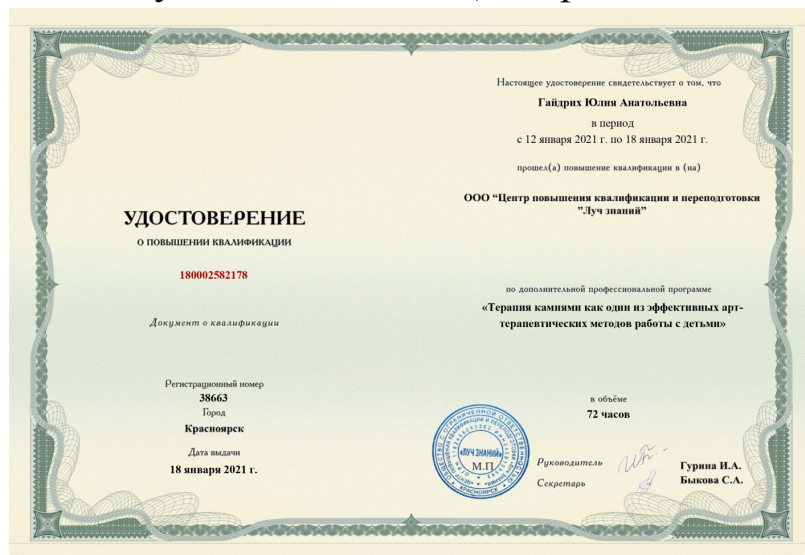 УДОСТОВЕРЕНИЕ
О ПОВЫШЕНИИ КВАЛИФИКАЦИИ
180002582178
Документ о квалификации
Регистрационный номер
38663
Город
Красноярск
Дата выдачи
18 января 2021 г.
Настоящее удостоверение свидетельствует о том, что
Гайдрих Юлия Анатольевна
в период
с 12 января 2021 г. по 18 января 2021 г.
прошел(а) повышение квалификации в (на)
ООО “Центр повышения квалификации и переподготовки
”Луч знаний”
по дополнительной профессиональной программе
«Терапия камнями как один из эффективных арт-
терапевтических методов работы с детьми»
в объёме
72 часов
«ЛУЧ ЗНАНИЙ»
М.П.
Руководитель
Гурина И.А.
Секретарь
Быкова С.А.